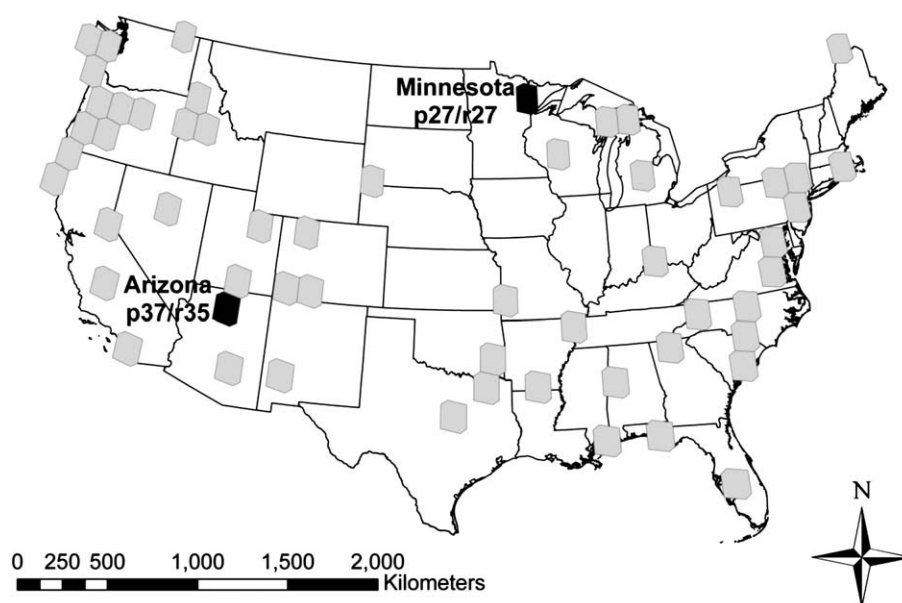 Minnesota
p27/r27
Arizona
p37/r35
N
0 250 500 1,000 1,500 2,000
Kilometers